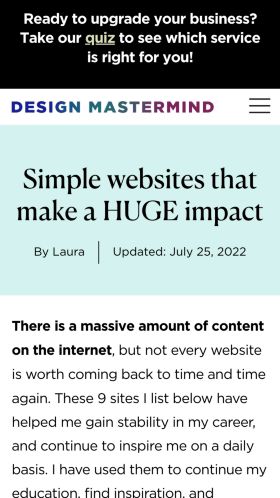 Ready to upgrade your business?
Take our quiz to see which service
is right for you!
DESIGN MASTERMIND
Simple websites that
make a HUGE impact
By Laura
Updated: July 25, 2022
There is a massive amount of content
on the internet, but not every website
is worth coming back to time and time
again. These 9 sites I list below have
helped me gain stability in my career,
and continue to inspire me on a daily
basis. I have used them to continue my
education, find inspiration, and